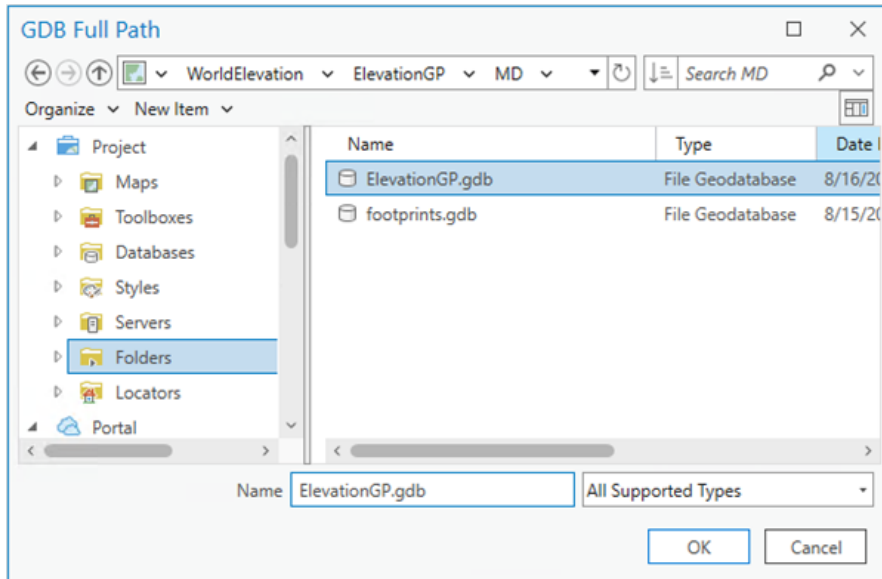 GDB Full Path
WorldElevation ElevationGP MD Search MD
Organize New Item
Project
Maps
Toolboxes
Databases
Styles
Servers
Folders
Locators
Portal
Name Type Date
ElevationGP.gdb File Geodatabase 8/16/20
footprints.gdb File Geodatabase 8/15/20
Name ElevationGP.gdb All Supported Types
OK Cancel